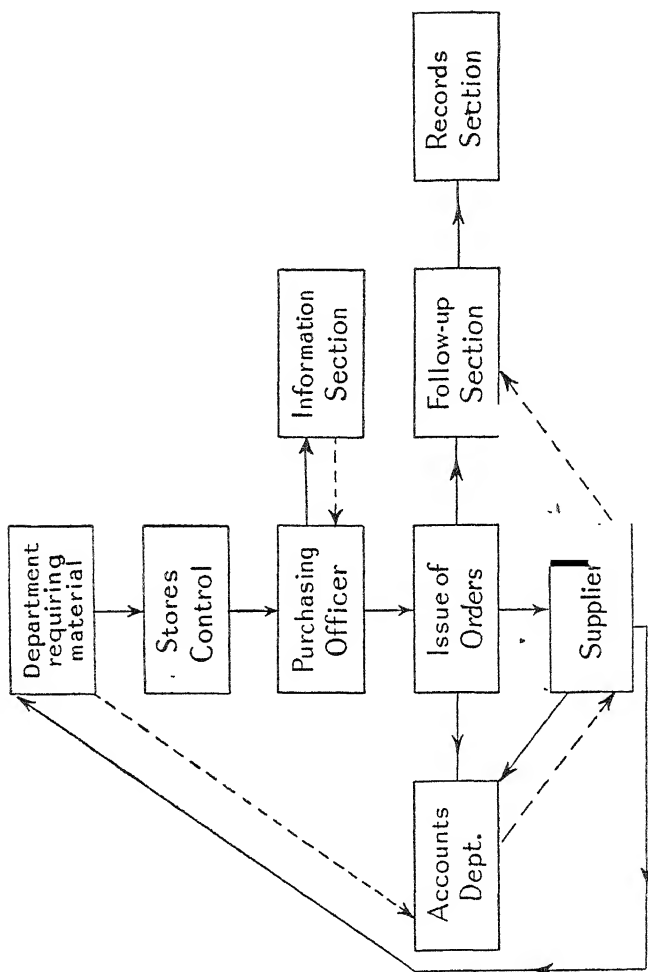 Department
requiring
material
Stores
Control
Purchasing
Officer
Information
Section
Accounts
Dept.
Issue of
Orders
Follow-up
Section
Records
Section
Supplier